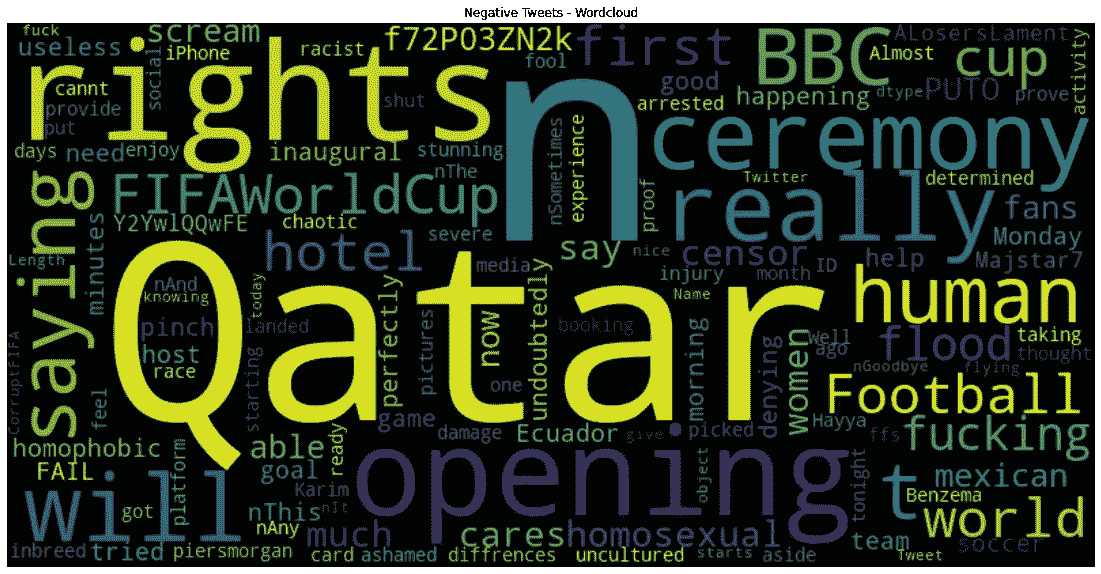 Negative Tweets - Wordcloud
fuck
useless
iPhone
scream
racist
f72P03ZN2k
fool
first
BBC
ALosersLament
Almost
cup
cannt
provide
put
social
rights
shut
n
good
arrested
happening
dtype
PUTO
prove
activity
days
need
enjoy
inaugural
stunning
nThe
nSometimes
experience
proof
ceremony
Twitter
determined
saying
FIFAWorldCup
Y2YwlQQwFE
chaotic
severe
really
fans
Monday
Majstar7
Length
minutes
nAnd
knowing
today
hotel
media
say
nice
censor
injury
month
ID
help
Name
human
pinch
landed
host
race
starting
perfectly
pictures
now
one
undoubtedly
booking
morning
denying
women
Well
ago
flood
taking
thought
nGoodbye
flying
CorruptFIFA
feel
Qatar
game
damage
Ecuador
give
picked
Hayya
ffs
Football
fucking
homophobic
FAIL
able
goal
ready
platform
Karim
nIt
opening
object
tonight
t
mexican
Benzema
world
will
got
nThis
nAny
much
cares
homosexual
team
soccer
inbreed
tried
piersmorgan
card
ashamed
diffrences
uncultured
starts
aside
Tweet